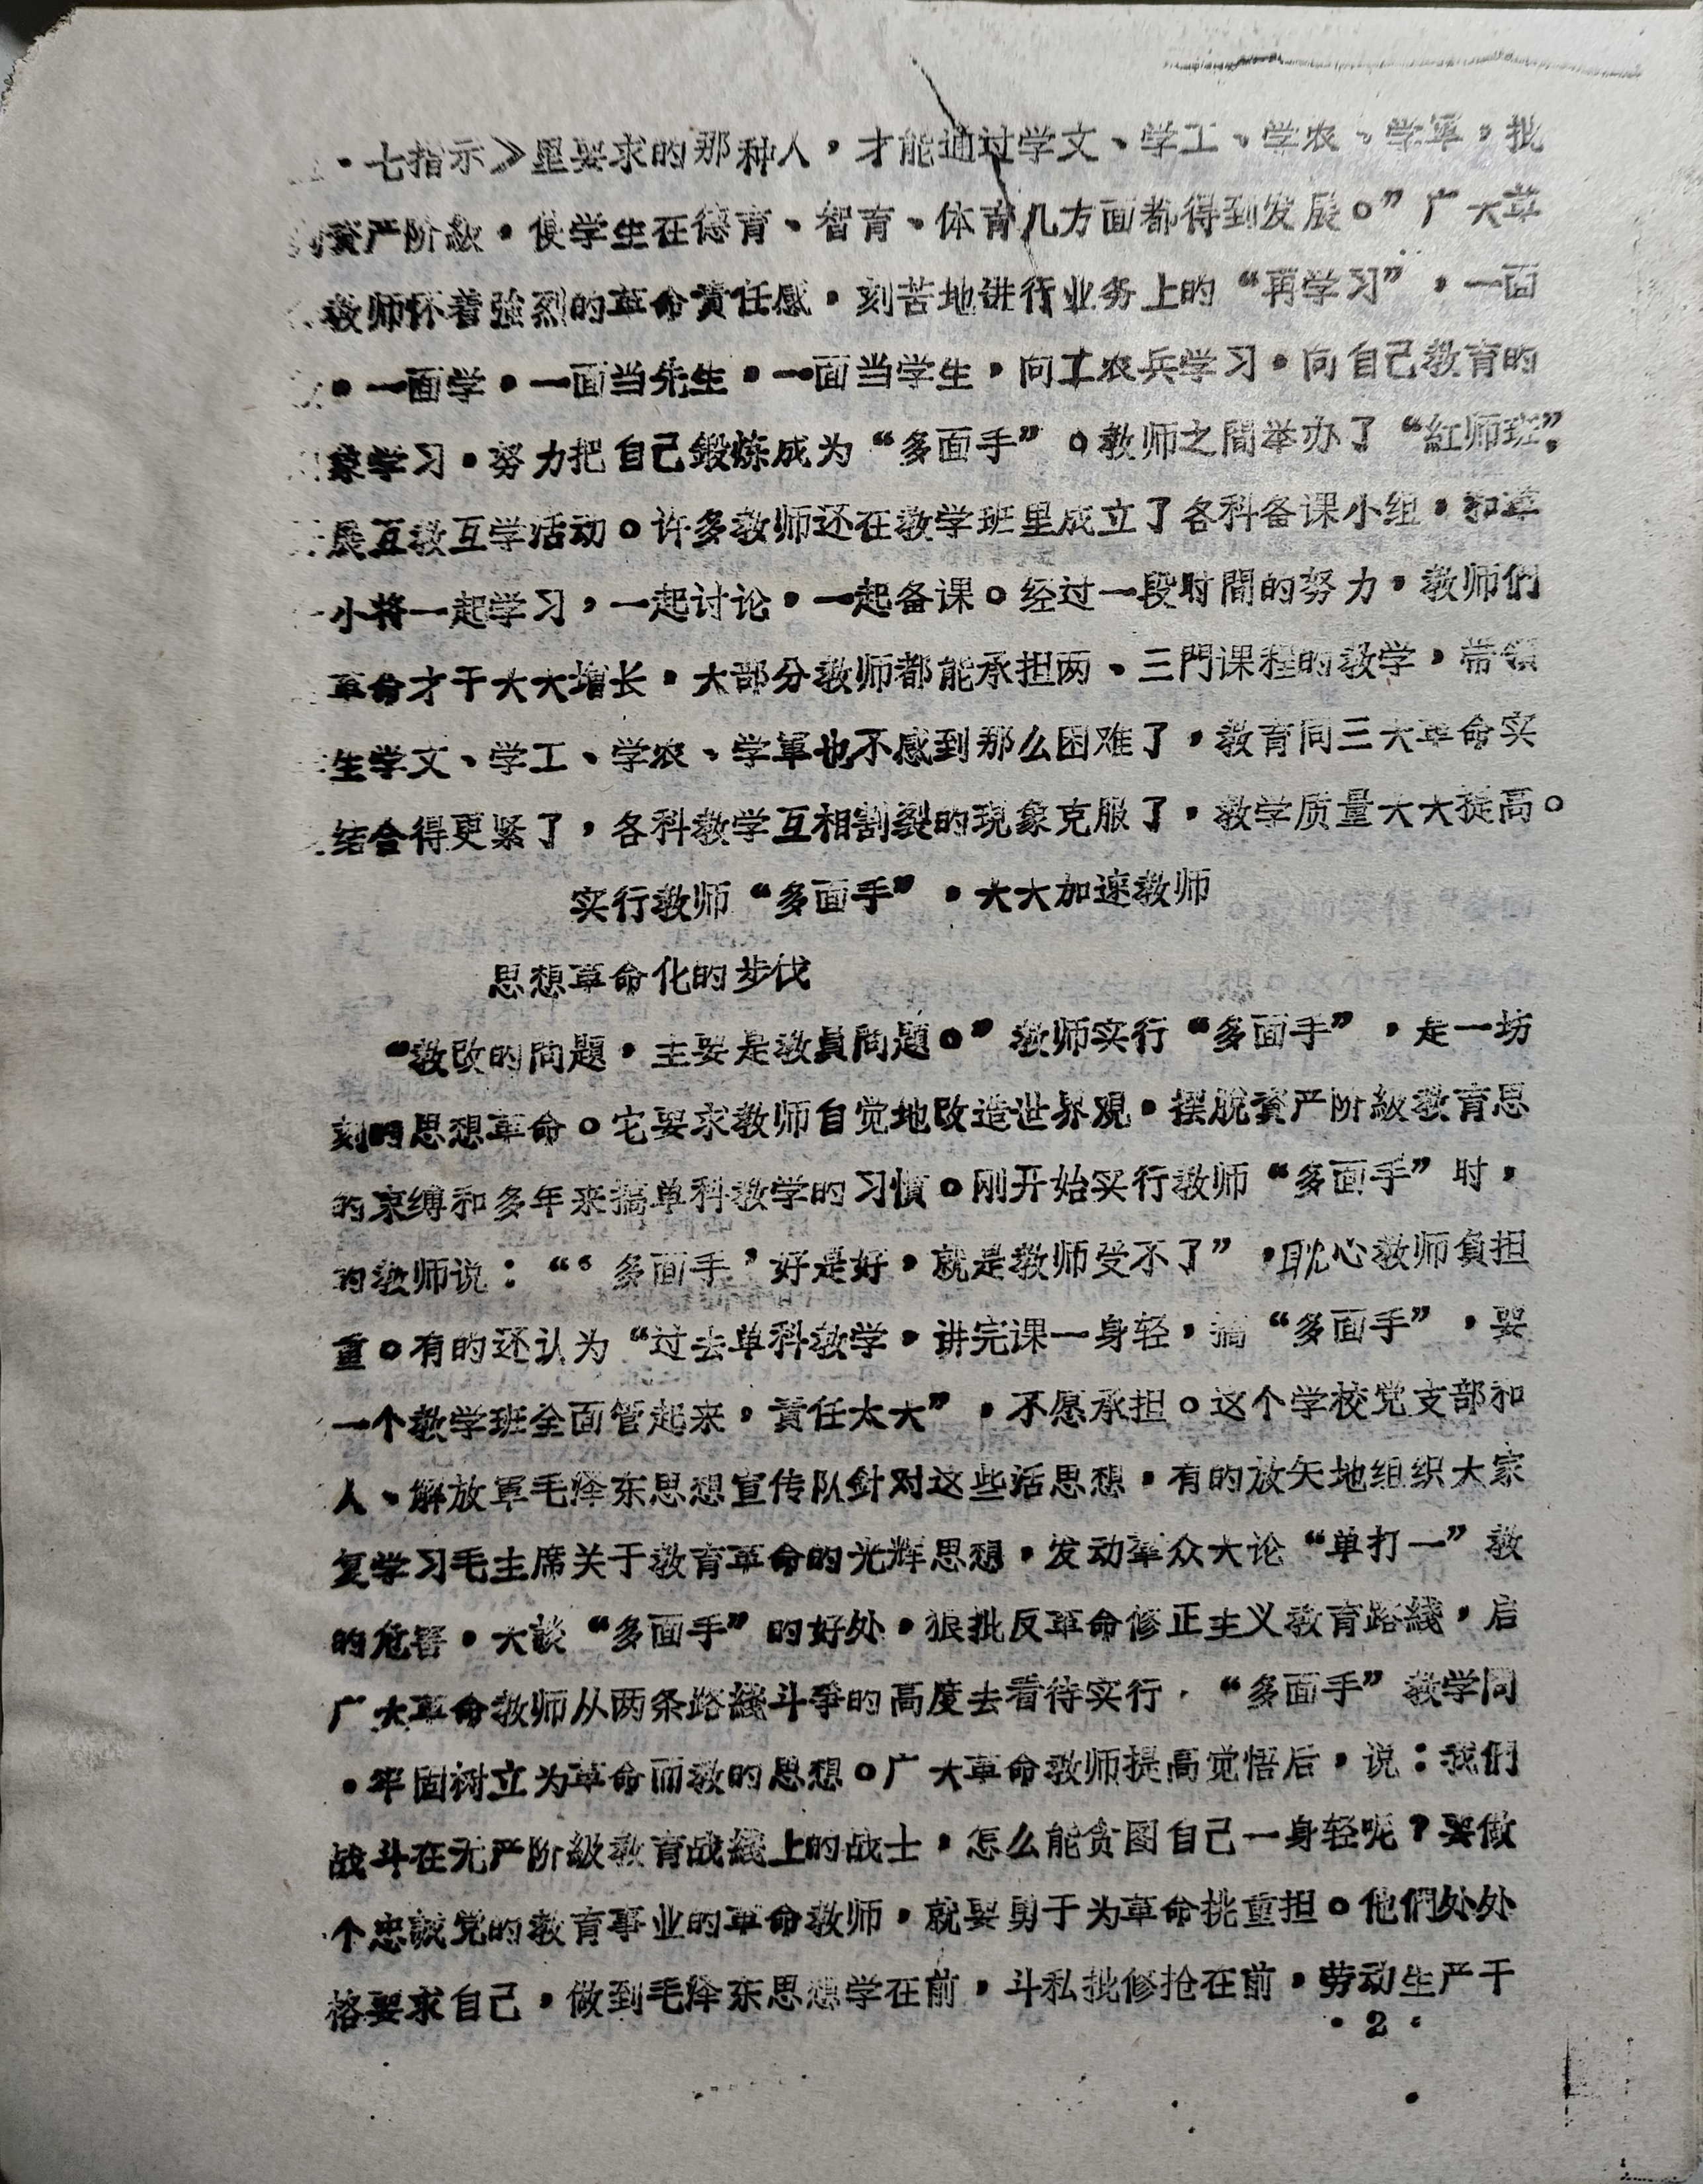 ·七指示》里要求的那种人，才能通过学文、学工、学农、学軍，批
資产阶級，使学生在德育、智育、体育几方面都得到发展。”广大革
教师怀着強烈的革命責任感，刻苦地进行业务上的“再学习”，一面
，一面学，一面当先生，一面当学生，向工农兵学习，向自己教育的
象学习，努力把自己鍛炼成为“多面手”。教师之間举办了“紅师班”，
展互教互学活动。许多教师还在教学班里成立了各科备课小组，和革
小将一起学习，一起讨论，一起备课。经过一段时間的努力，教师们
革命才干大大增长，大部分教师都能承担两、三門课程的教学，带領
生学文、学工、学农、学軍也不感到那么困难了，教育同三大革命实
结合得更紧了，各科教学互相割裂的现象克服了，教学质量大大提高。
实行教师“多面手”，大大加速教师
思想革命化的步伐
“教改的問題，主要是教員問題。”教师实行“多面手”，是一场
刻的思想革命。它要求教师自觉地改造世界观，摆脱資产阶級教育思
的束缚和多年来搞单科教学的习慣。刚开始实行教师“多面手”时，
的教师说：“‘多面手’好是好，就是教师受不了”，耽心教师負担
重。有的还认为“过去单科教学，讲完课一身轻，搞“多面手”，要
一个教学班全面管起来，責任太大”，不愿承担。这个学校党支部和
人、解放軍毛泽东思想宣传队針对这些活思想，有的放矢地组织大家
复学习毛主席关于教育革命的光辉思想，发动羣众大论“单打一”教
的危害，大談“多面手”的好处，狠批反革命修正主义教育路綫，启
广大革命教师从两条路綫斗爭的高度去看待实行，“多面手”教学問
，牢固树立为革命而教的思想。广大革命教师提高觉悟后，说：我们
战斗在无产阶級教育战綫上的战士，怎么能贪图自己一身轻呢？要做
个忠誠党的教育事业的革命教师，就要勇于为革命挑重担。他們处处
格要求自己，做到毛泽东思想学在前，斗私批修抢在前，劳动生产干
·2·